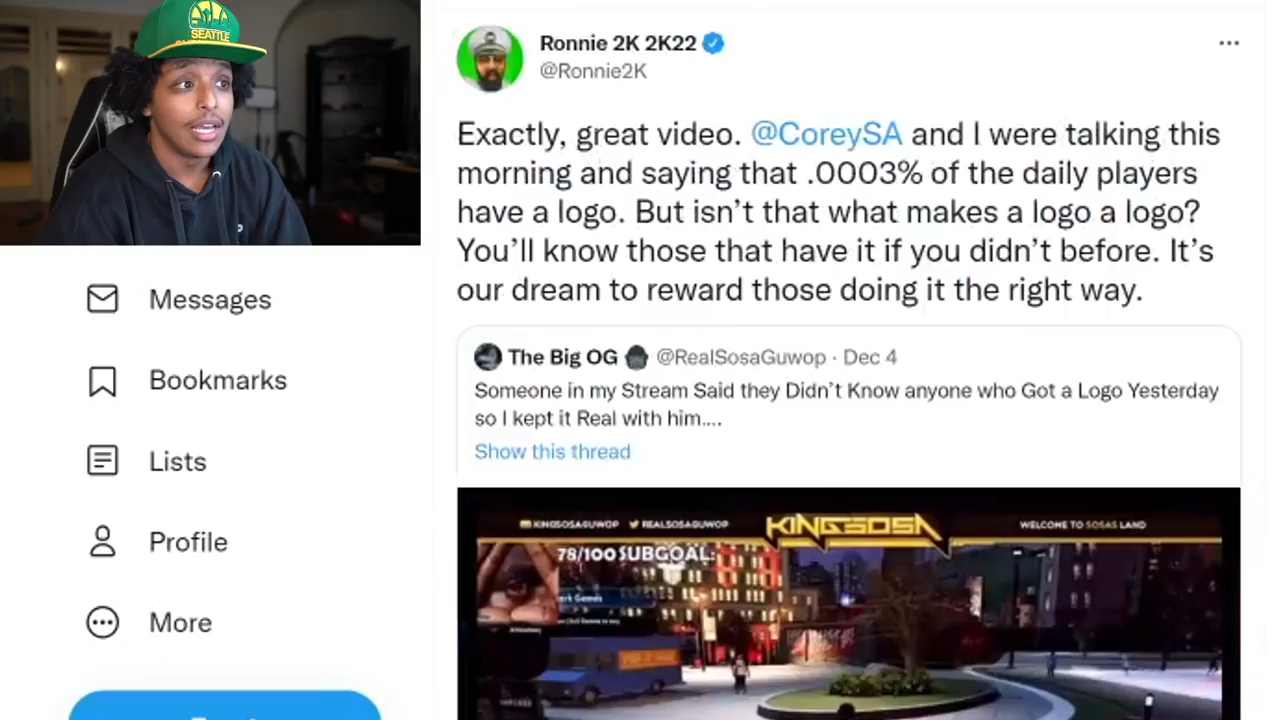 SEATTLE
Ronnie 2K 2K22
@Ronnie2K
Exactly, great video. @CoreySA and I were talking this
morning and saying that .0003% of the daily players
have a logo. But isn't that what makes a logo a logo?
You'll know those that have it if you didn't before. It's
our dream to reward those doing it the right way.
The Big OG @RealSosaGuwop · Dec 4
Someone in my Stream Said they Didn't Know anyone who Got a Logo Yesterday
so I kept it Real with him....
Show this thread
KINGSOSAGUWOP REALSOSAGUWOP KINGSOSA WELCOME TO SOSAS LAND
78/100 SUBGOAL:
Messages
Bookmarks
Lists
Profile
More